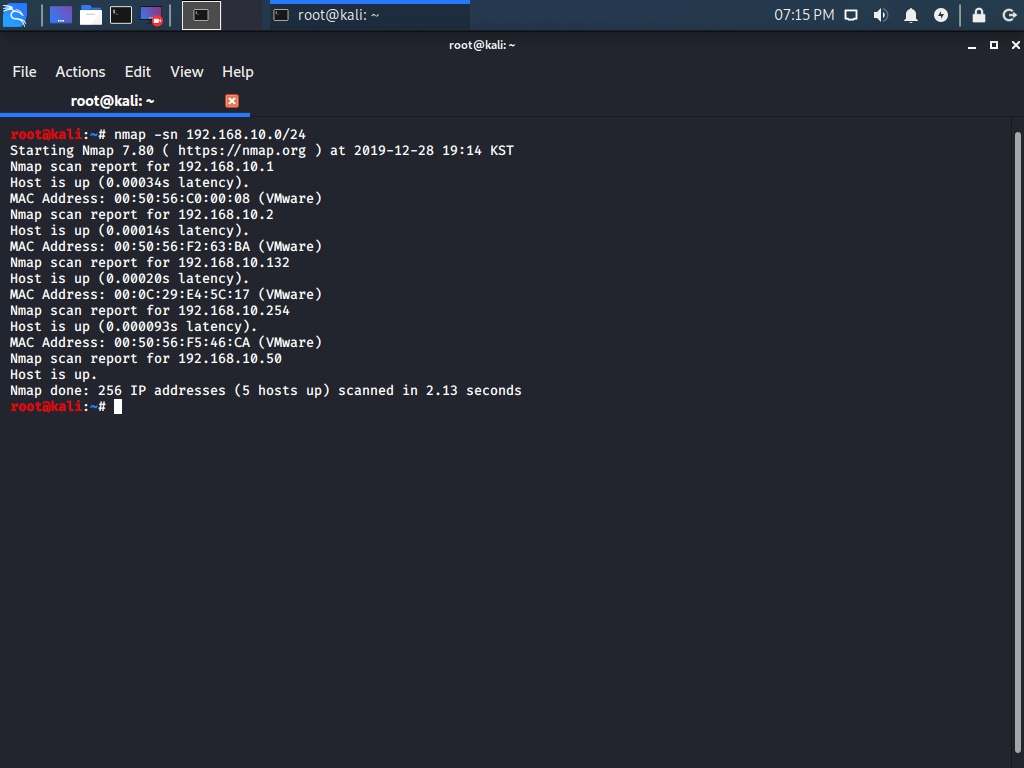 root@kali: ~
07:15 PM
root@kali: ~
File Actions Edit View Help
root@kali: ~
root@kali:~# nmap -sn 192.168.10.0/24
Starting Nmap 7.80 ( https://nmap.org ) at 2019-12-28 19:14 KST
Nmap scan report for 192.168.10.1
Host is up (0.00034s latency).
MAC Address: 00:50:56:C0:00:08 (VMware)
Nmap scan report for 192.168.10.2
Host is up (0.00014s latency).
MAC Address: 00:50:56:F2:63:BA (VMware)
Nmap scan report for 192.168.10.132
Host is up (0.00020s latency).
MAC Address: 00:0C:29:E4:5C:17 (VMware)
Nmap scan report for 192.168.10.254
Host is up (0.000093s latency).
MAC Address: 00:50:56:F5:46:CA (VMware)
Nmap scan report for 192.168.10.50
Host is up.
Nmap done: 256 IP addresses (5 hosts up) scanned in 2.13 seconds
root@kali:~#